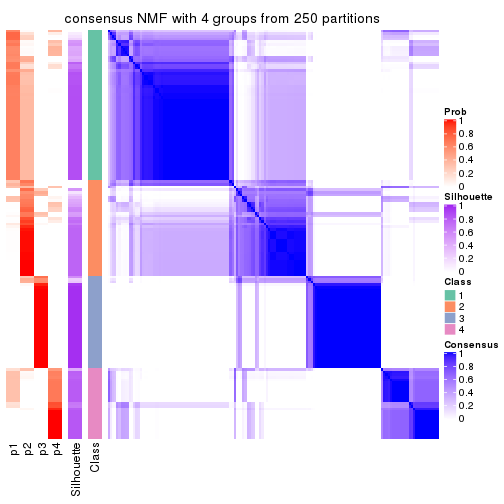 consensus NMF with 4 groups from 250 partitions
Prob
1
0.8
0.6
0.4
0.2
0
Silhouette
1
0.8
0.6
0.4
0.2
0
Class
1
2
3
4
Consensus
1
0.8
0.6
0.4
0.2
0
p1
p2
p3
p4
Silhouette
Class